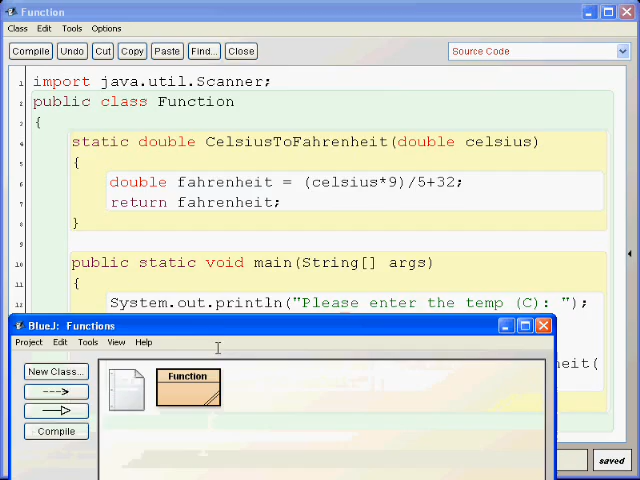 Function
Class Edit Tools Options
Compile Undo Cut Copy Paste Find... Close Source Code
1 import java.util.Scanner;
2 public class Function
3 {
4 static double CelsiusToFahrenheit(double celsius)
5 {
6 double fahrenheit = (celsius*9)/5+32;
7 return fahrenheit;
8 }
9
10 public static void main(String[] args)
11 {
12 System.out.println("Please enter the temp (C): ");
BlueJ: Functions
Project Edit Tools View Help
heit(
New Class...
Function
Compile
saved